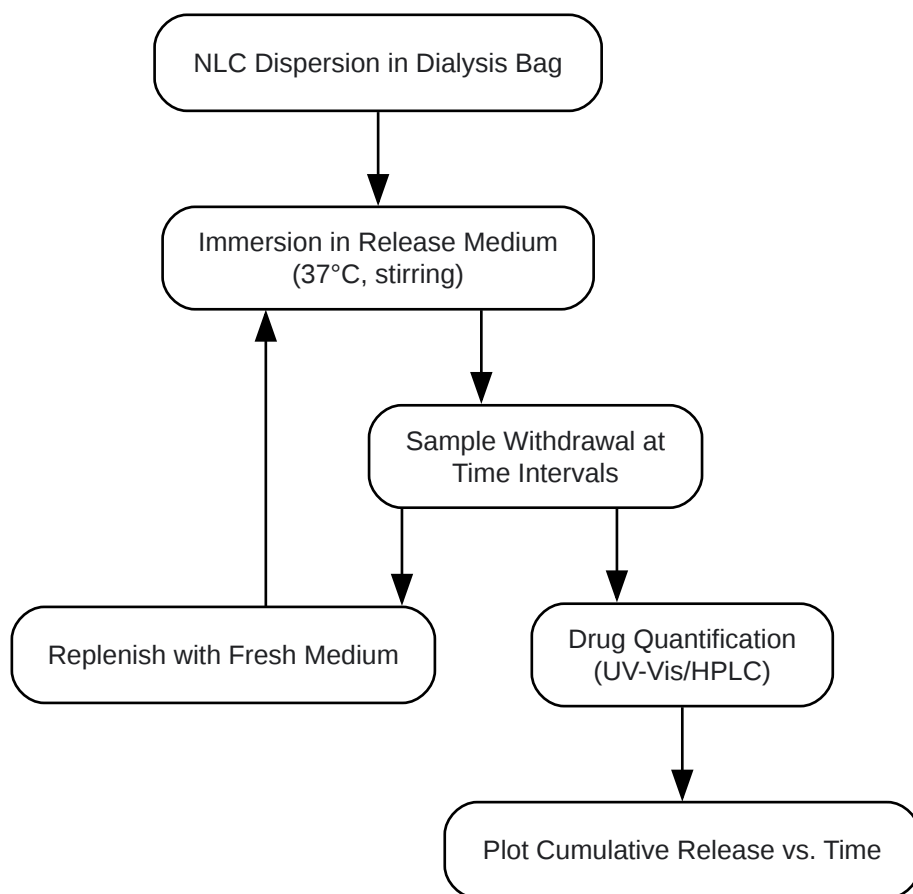 NLC Dispersion in Dialysis Bag
Immersion in Release Medium
(37°C, stirring)
Sample Withdrawal at
Time Intervals
Replenish with Fresh Medium
Drug Quantification
(UV-Vis/HPLC)
Plot Cumulative Release vs. Time